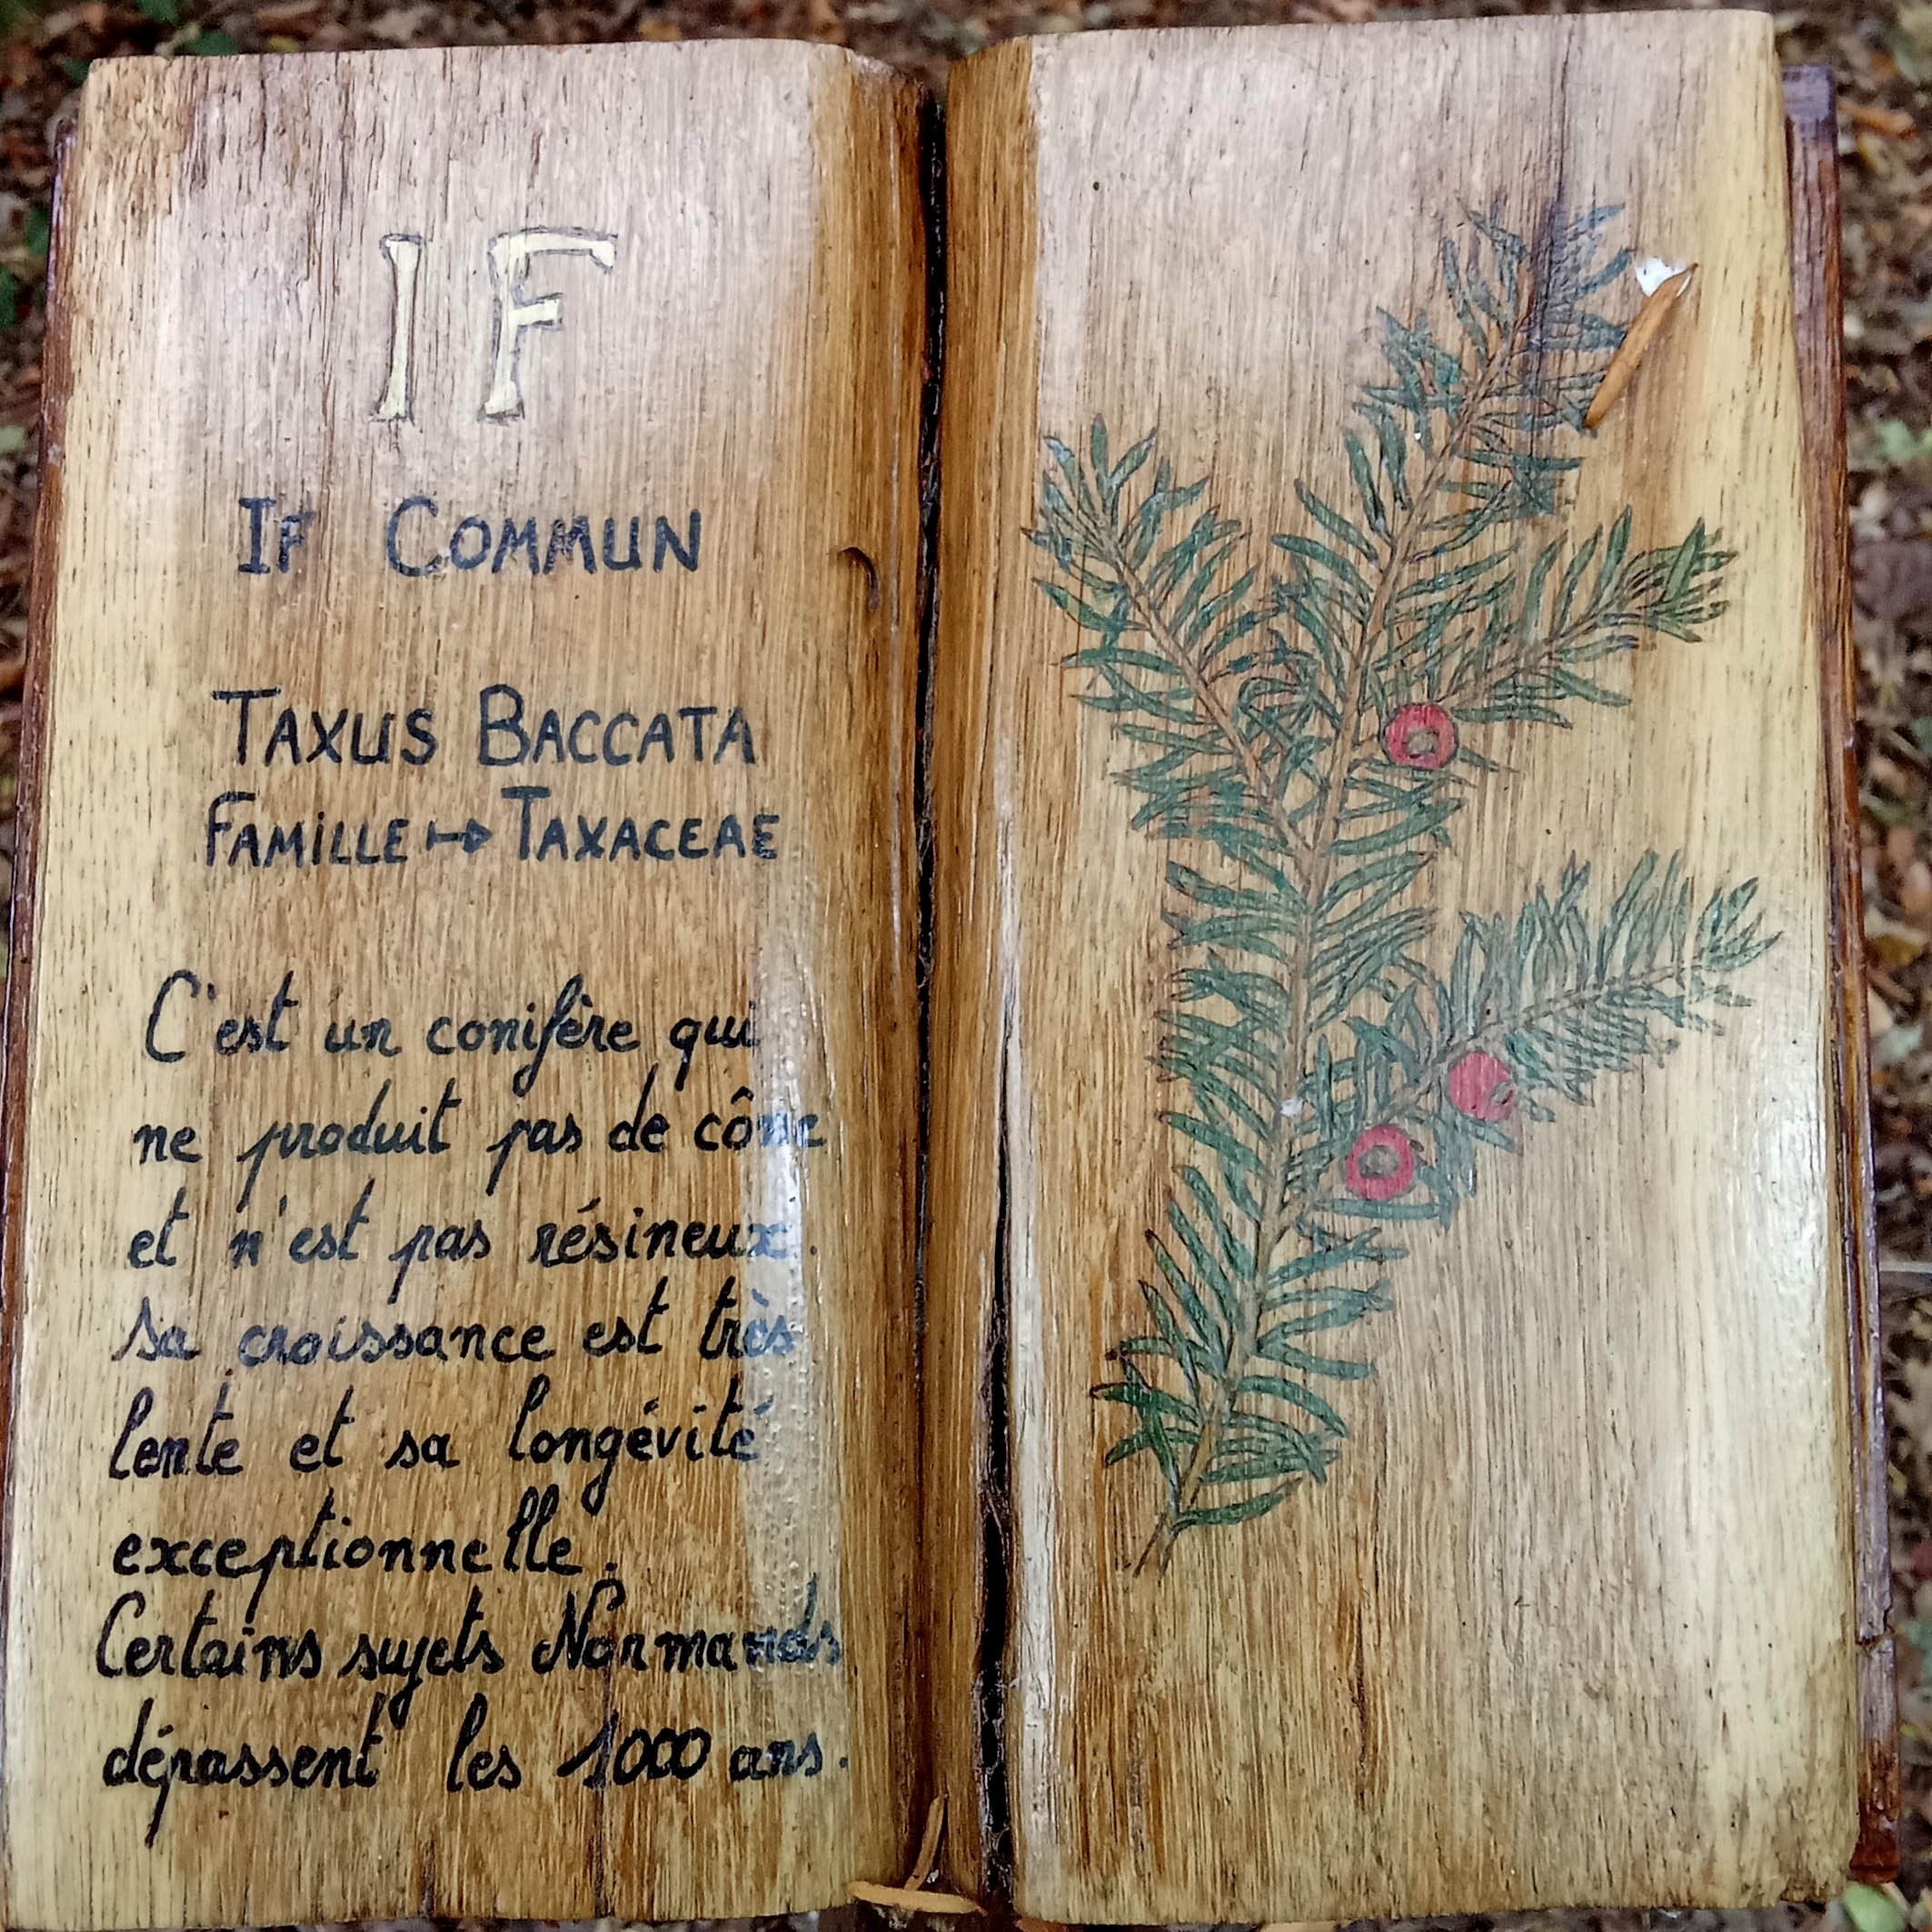 IF
IF COMMUN
TAXUS BACCATA
FAMILLE ↦ TAXACEAE
C'est un conifère qui
ne produit pas de cône
et n'est pas résineux.
Sa croissance est très
lente et sa longévité
exceptionnelle.
Certains sujets Normands
dépassent les 1000 ans.